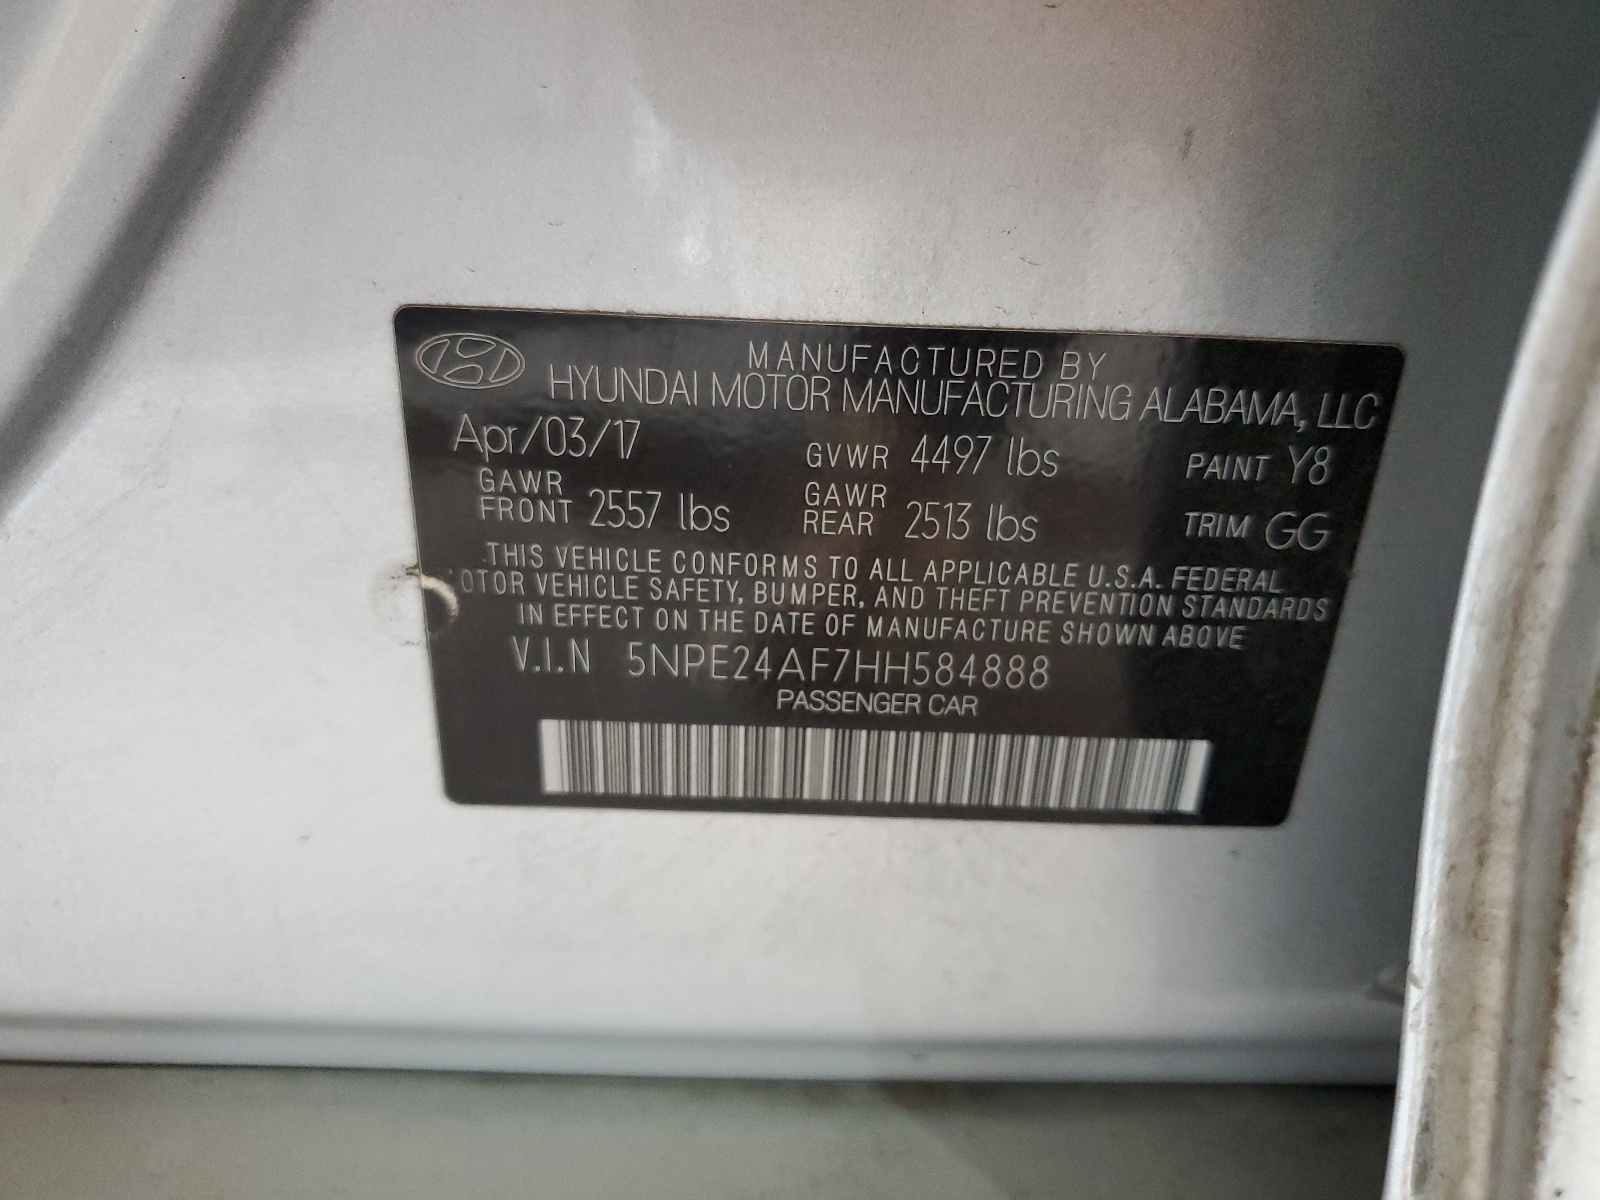 MANUFACTURED BY
HYUNDAI MOTOR MANUFACTURING ALABAMA, LLC
Apr/03/17 GVWR 4497 lbs PAINT Y8
GAWR FRONT 2557 lbs GAWR REAR 2513 lbs TRIM GG
THIS VEHICLE CONFORMS TO ALL APPLICABLE U.S.A. FEDERAL
OTOR VEHICLE SAFETY, BUMPER, AND THEFT PREVENTION STANDARDS
IN EFFECT ON THE DATE OF MANUFACTURE SHOWN ABOVE
V.I.N 5NPE24AF7HH584888
PASSENGER CAR